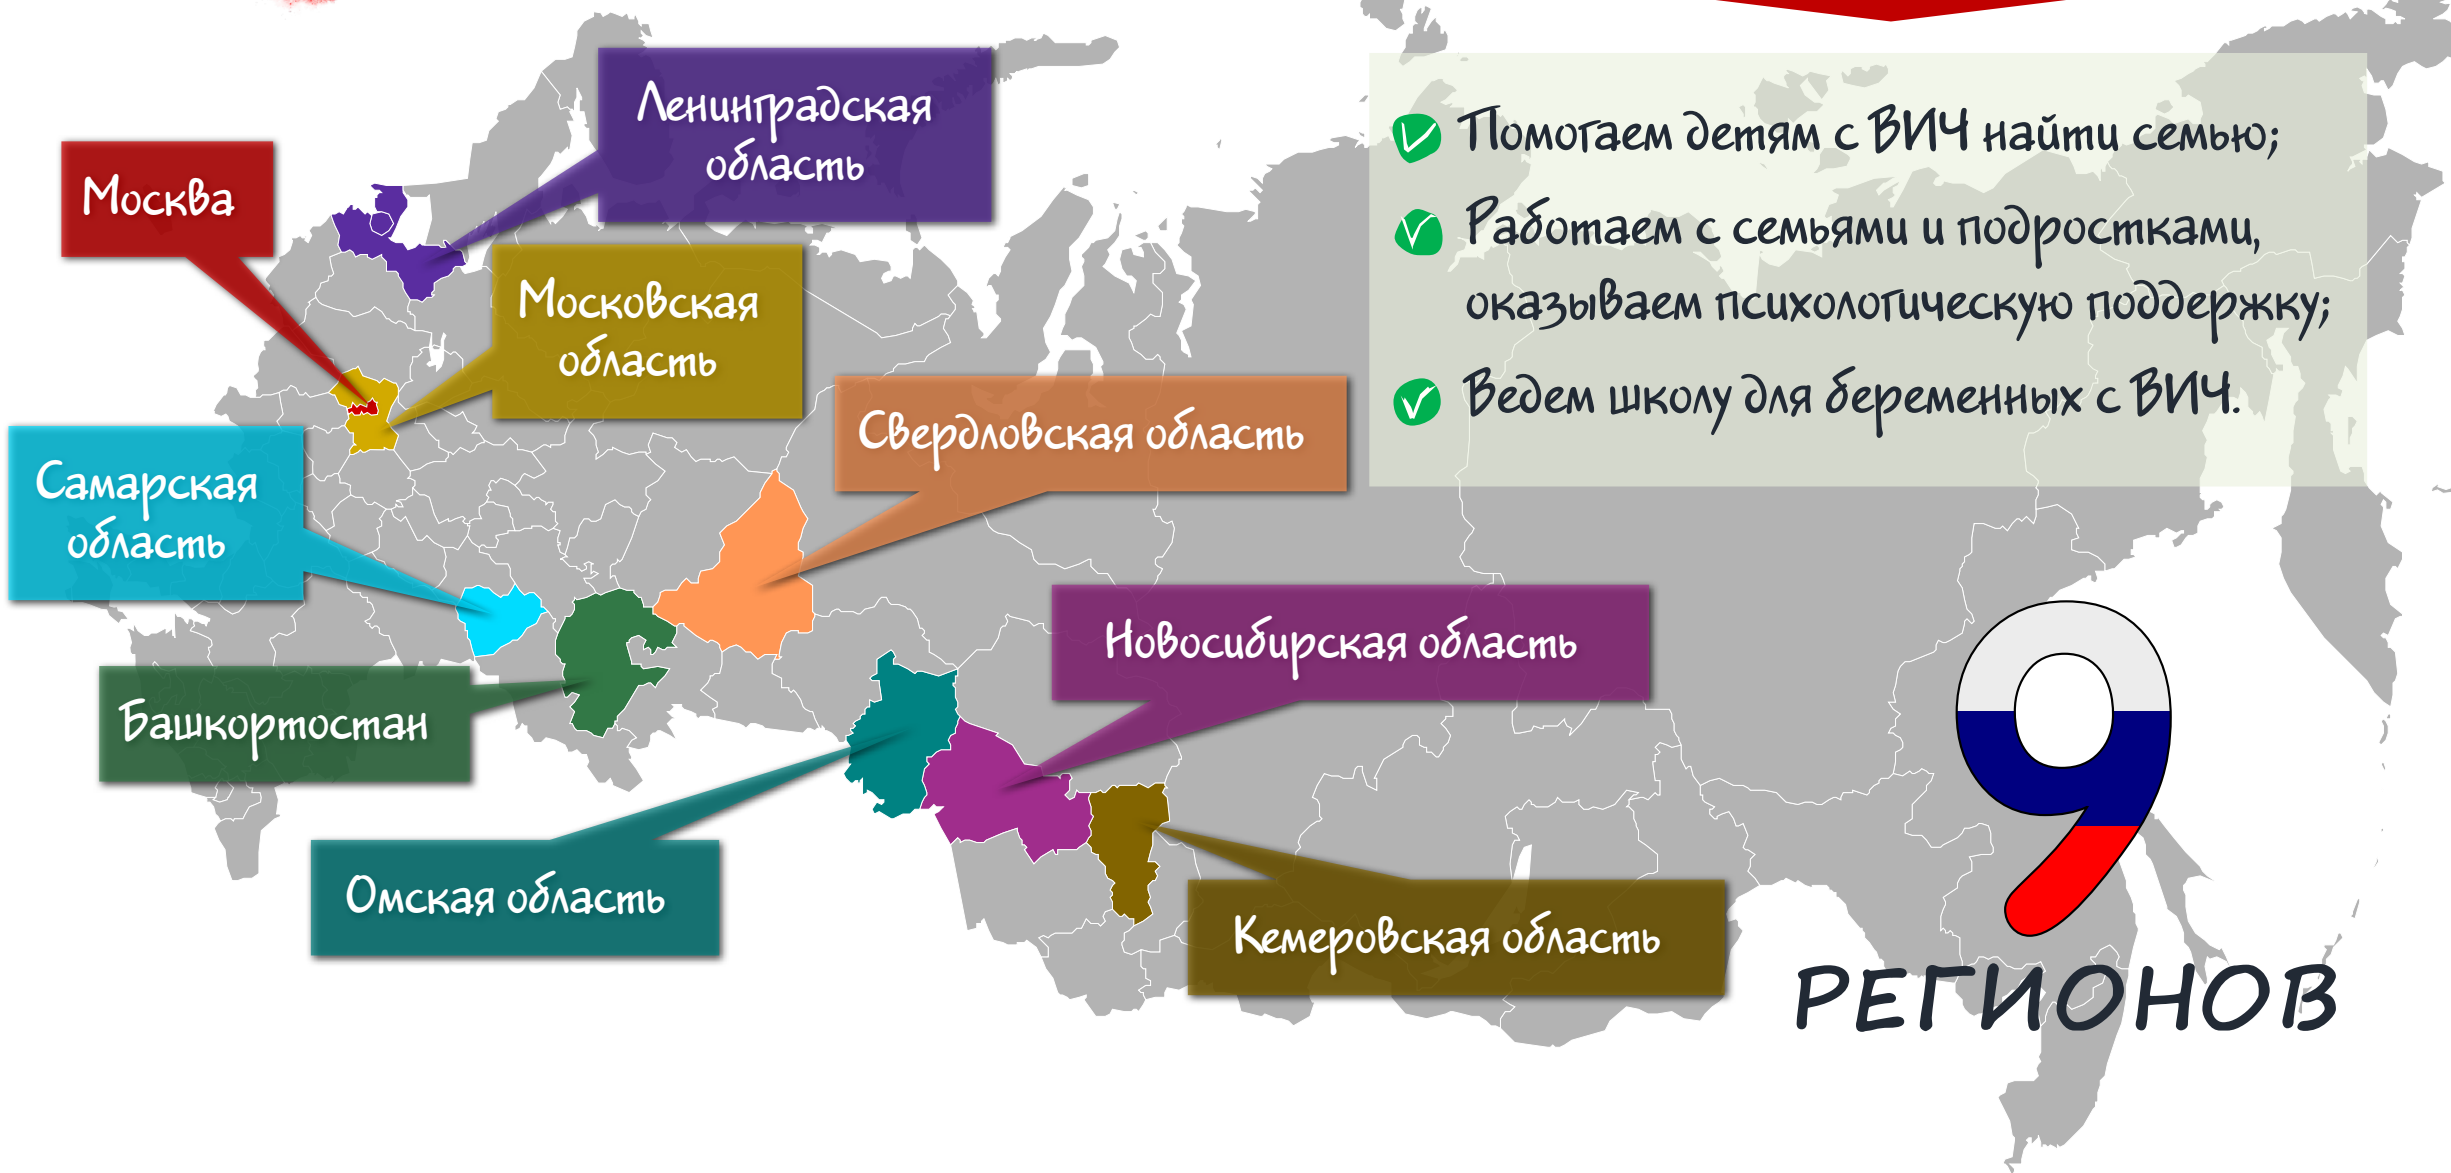 Ленинградская
область
Москва
Московская
область
Самарская
область
Свердловская область
Башкортостан
Новосибирская область
Омская область
Кемеровская область
Помогаем детям с ВИЧ найти семью;
Работаем с семьями и подростками,
оказываем психологическую поддержку;
Ведем школу для беременных с ВИЧ.
9
РЕГИОНОВ